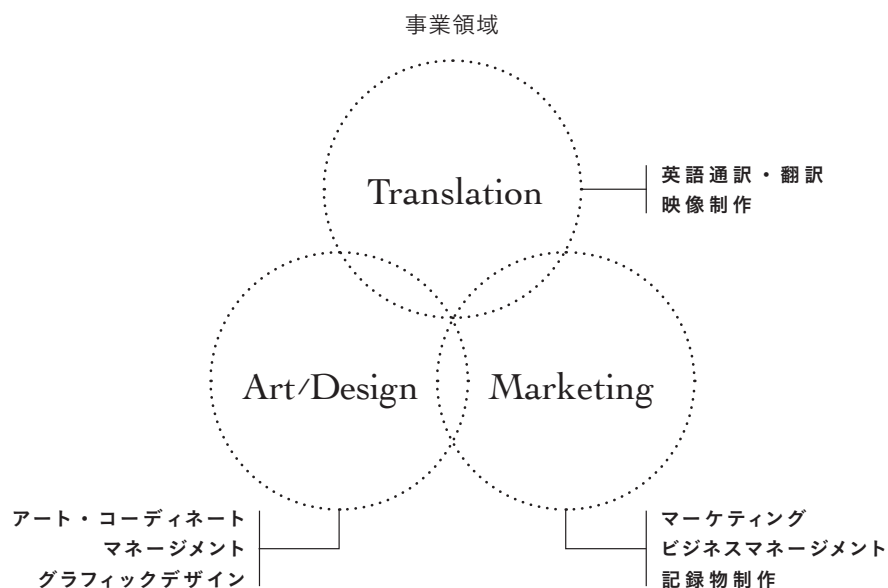 事業領域
Translation
英語通訳・翻訳
映像制作
Art/Design
Marketing
アート・コーディネート
マネージメント
グラフィックデザイン
マーケティング
ビジネスマネージメント
記録物制作